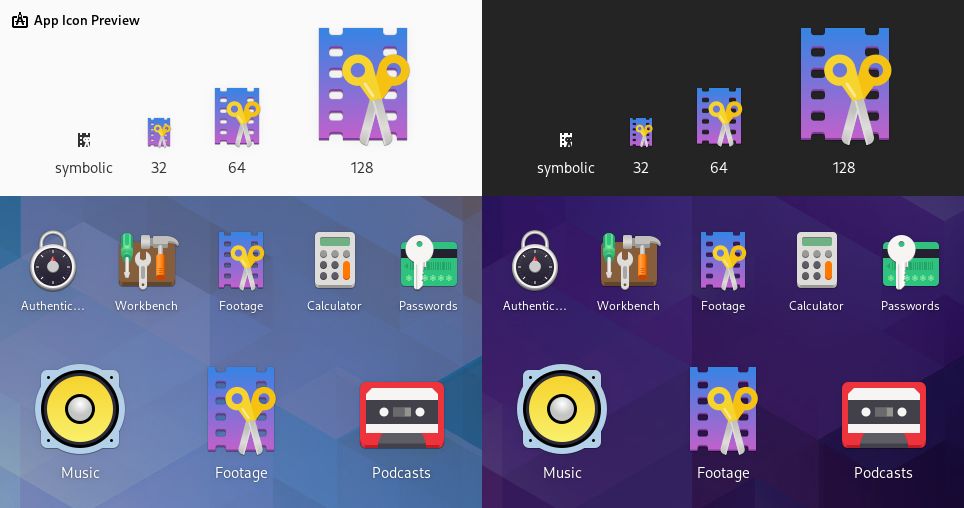 App Icon Preview
symbolic 32 64 128
symbolic 32 64 128
Authentic... Workbench Footage Calculator Passwords
Authentic... Workbench Footage Calculator Passwords
Music Footage Podcasts
Music Footage Podcasts